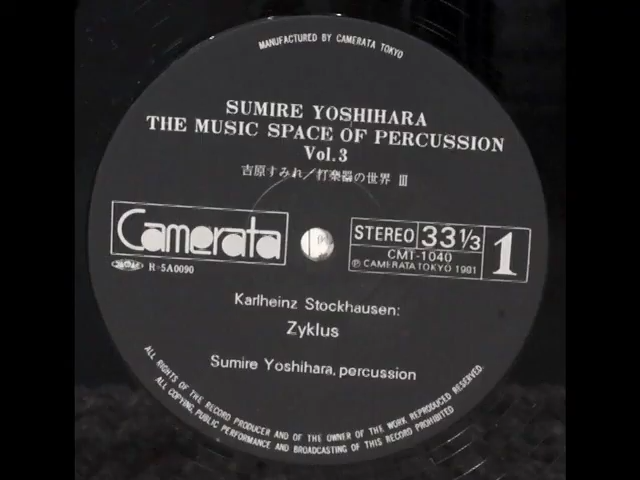 MANUFACTURED BY CAMERATA TOKYO
SUMIRE YOSHIHARA
THE MUSIC SPACE OF PERCUSSION
Vol.3
吉原すみれ／打楽器の世界 Ⅲ
Camerata
R-5A0090
STEREO 33 1/3
CMT-1040
℗ CAMERATA TOKYO 1981
1
Karlheinz Stockhausen:
Zyklus
Sumire Yoshihara, percussion
ALL RIGHTS OF THE RECORD PRODUCER AND OF THE OWNER OF THE WORK REPRODUCED RESERVED.
ALL COPYING, PUBLIC PERFORMANCE AND BROADCASTING OF THIS RECORD PROHIBITED